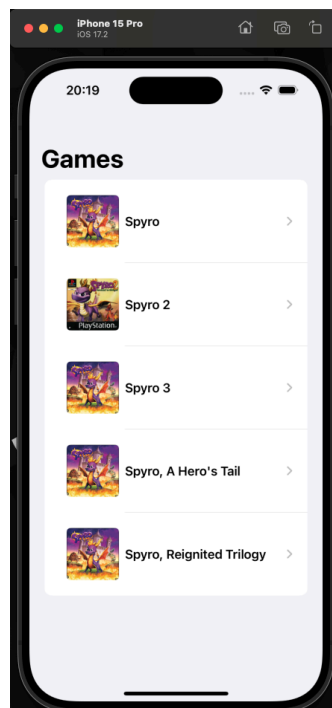 iPhone 15 Pro
iOS 17.2
20:19
Games
Spyro
Spyro 2
PlayStation
Spyro 3
Spyro, A Hero's Tail
Spyro, Reignited Trilogy